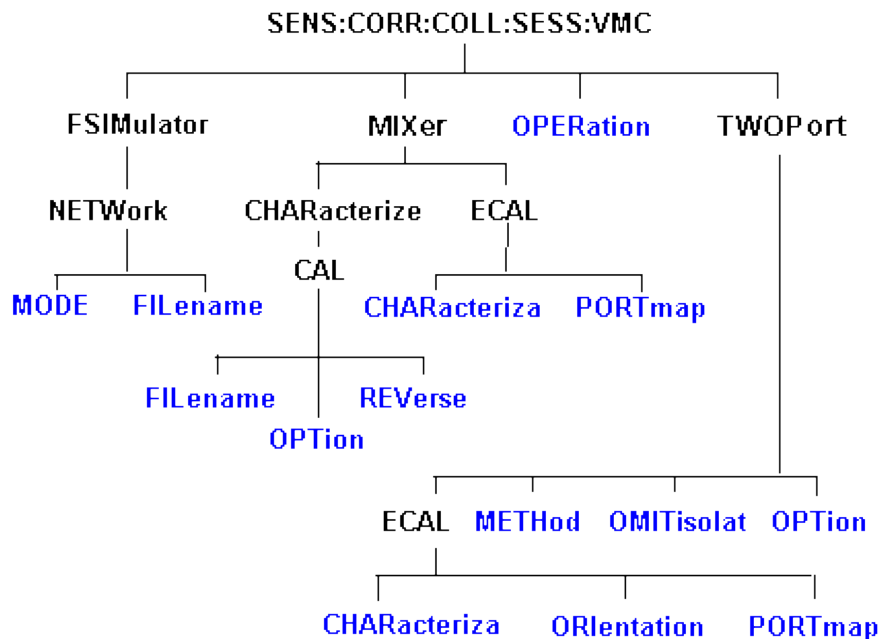 SENS:CORR:COLL:SESS:VMC
FSIMulator MIXer OPERation TWOPort
NETWork CHARacterize ECAL
CAL
MODE FILename CHARacteriza PORTmap
FILename REVerse
OPTion
ECAL METHod OMITisolat OPTion
CHARacteriza ORIentation PORTmap